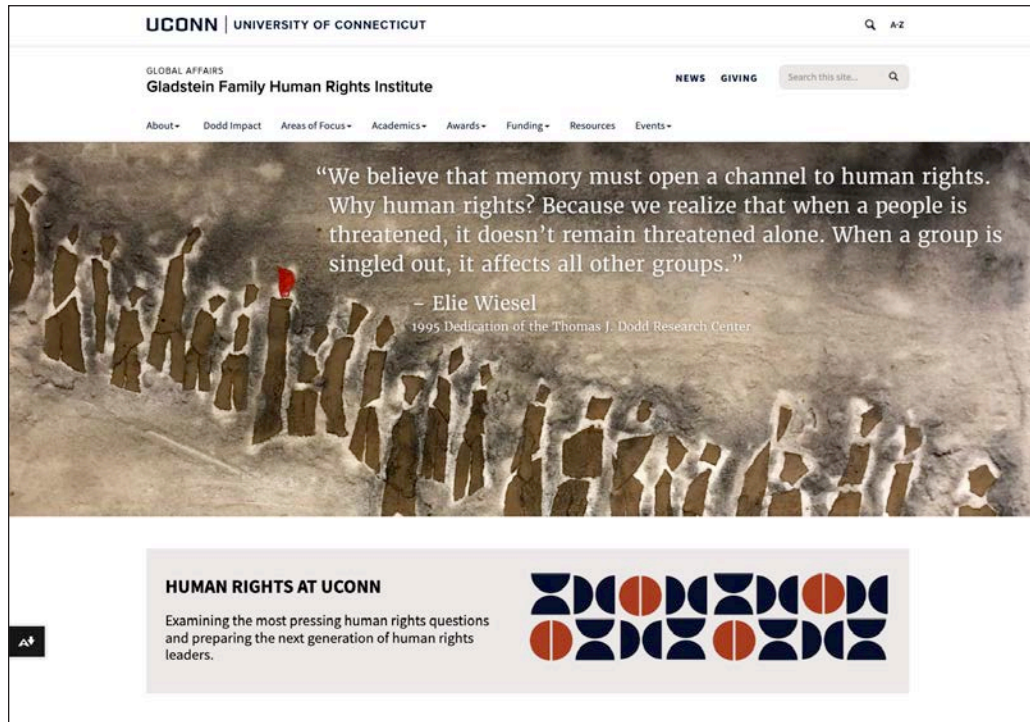 UCONN | UNIVERSITY OF CONNECTICUT
A-Z
GLOBAL AFFAIRS
Gladstein Family Human Rights Institute
NEWS GIVING
Search this site...
About Dodd Impact Areas of Focus Academics Awards Funding Resources Events
“We believe that memory must open a channel to human rights.
Why human rights? Because we realize that when a people is
threatened, it doesn’t remain threatened alone. When a group is
singled out, it affects all other groups.”
– Elie Wiesel
1995 Dedication of the Thomas J. Dodd Research Center
HUMAN RIGHTS AT UCONN
Examining the most pressing human rights questions
and preparing the next generation of human rights
leaders.
A